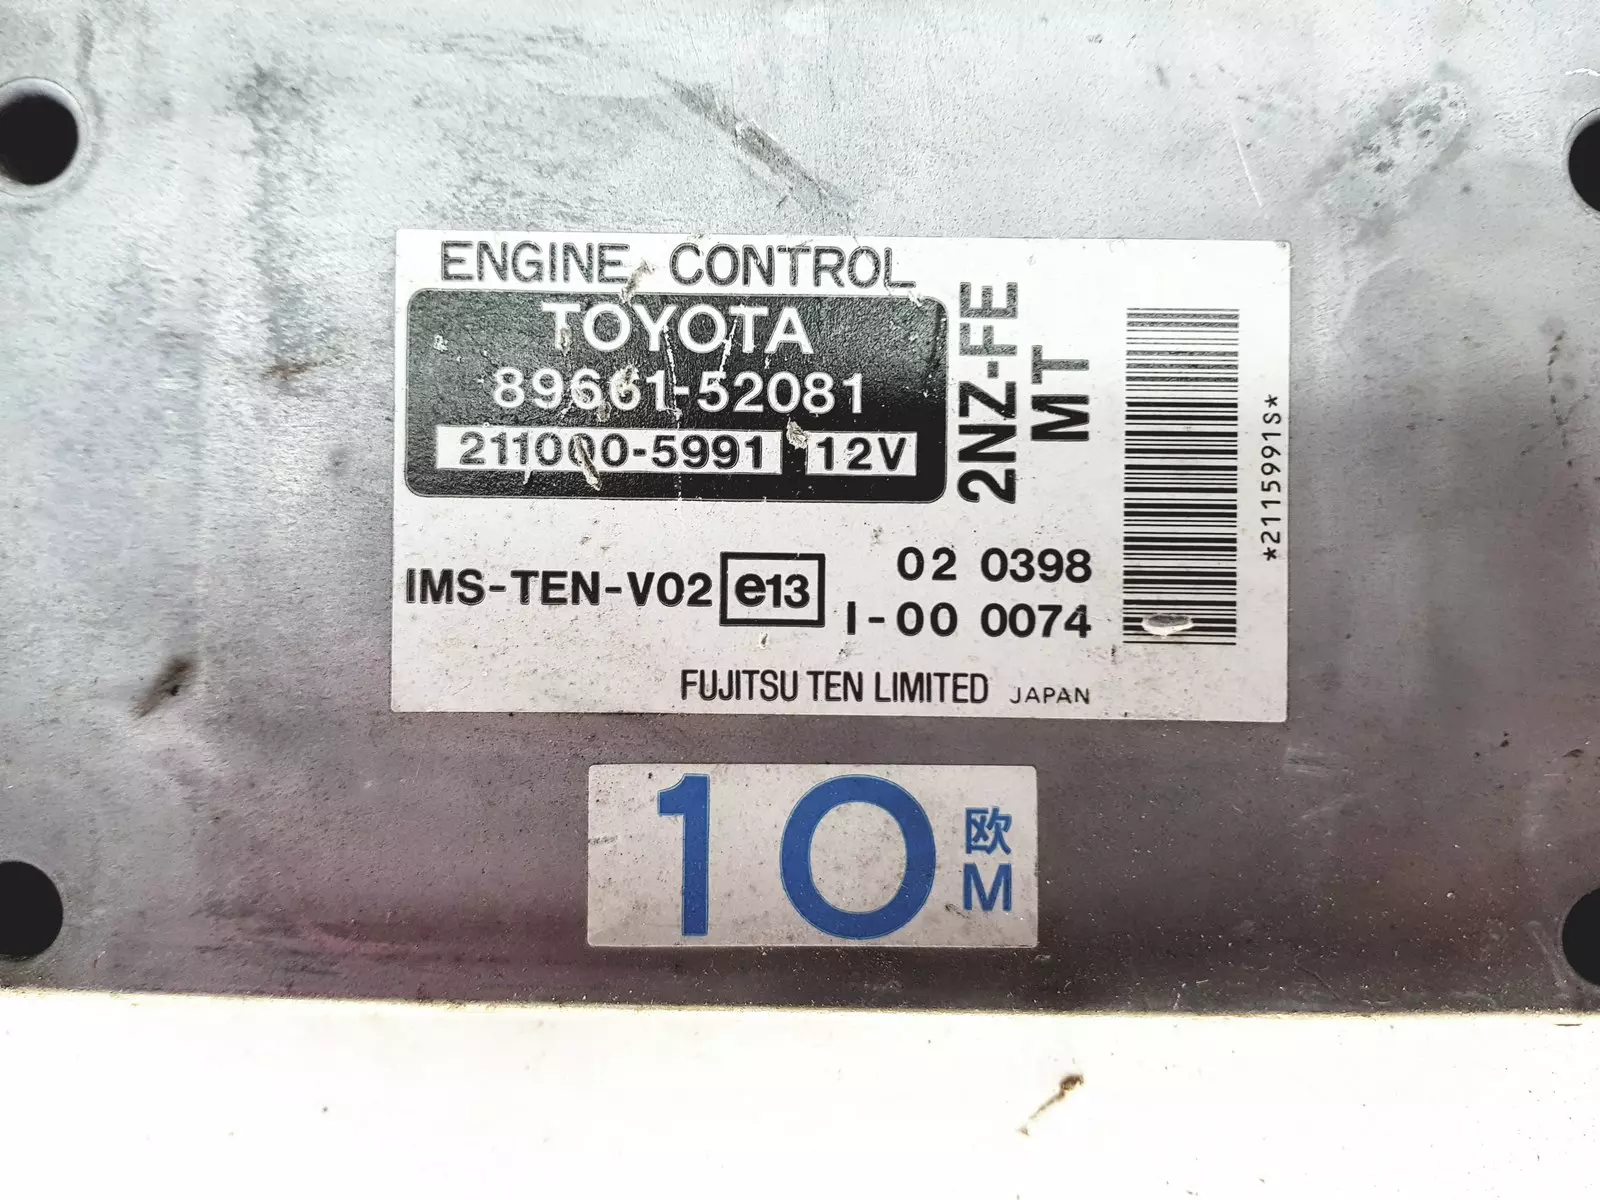 ENGINE CONTROL
TOYOTA
89661-52081
211000-5991 12V
2NZ-FE
MT
*2115991S*
IMS-TEN-V02 e13
02 0398
I-00 0074
FUJITSU TEN LIMITED JAPAN
10
欧
M